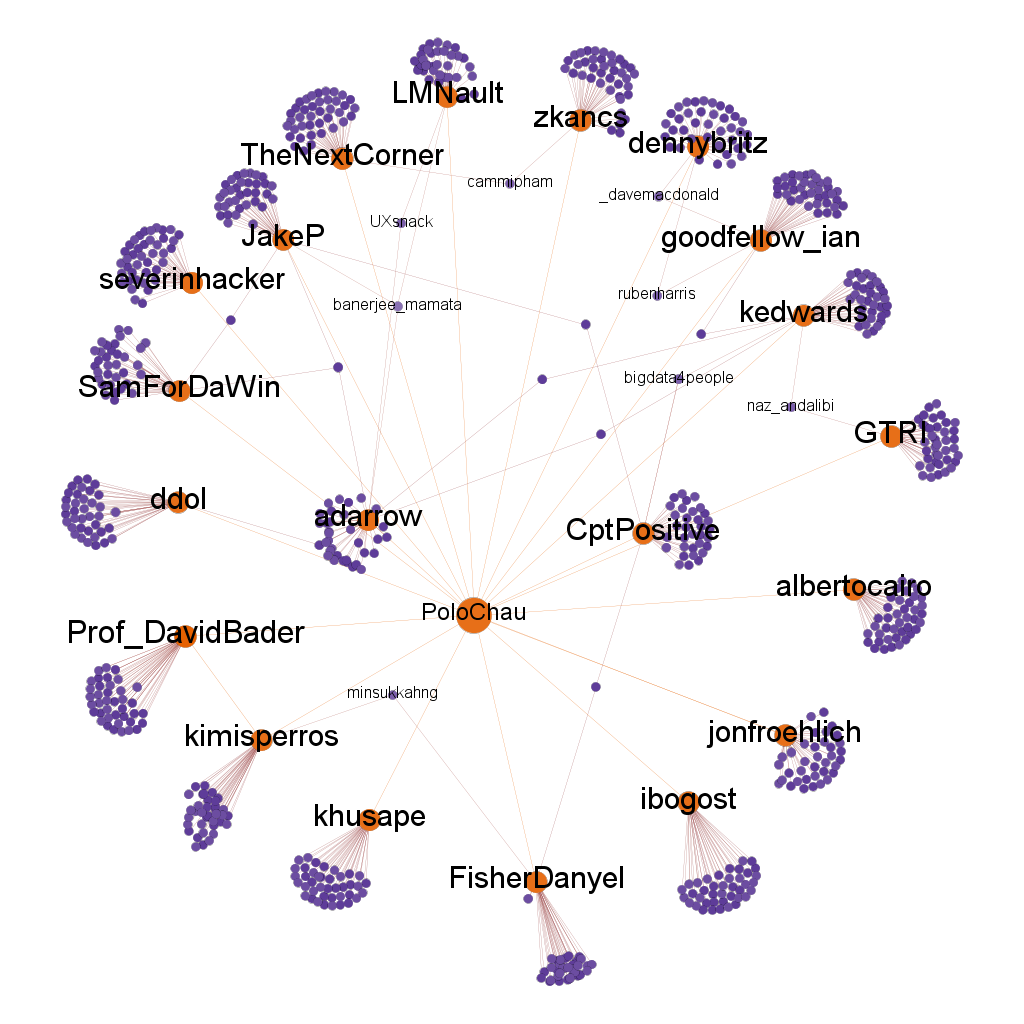 LMNault
zkancs
dennybritz
TheNextCorner
cammipham
_davemacdonald
UXsnack
JakeP
goodfellow_ian
severinhacker
rubenharris
banerjee_mamata
kedwards
SamForDaWin
bigdata4people
naz_andalibi
GTRI
ddol
adarrow
CptPositive
albertocairo
PoloChau
Prof_DavidBader
minsukkahng
kimisperros
jonfroehlich
ibogost
khusape
FisherDanyel